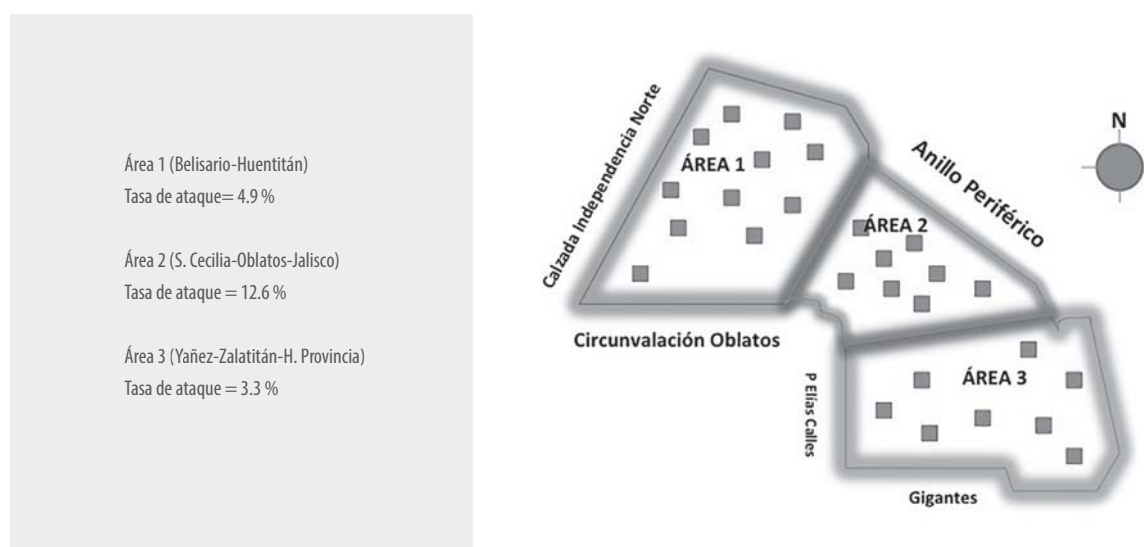 Área 1 (Belisario-Huentitán)
Tasa de ataque= 4.9 %
Área 2 (S. Cecilia-Oblatos-Jalisco)
Tasa de ataque = 12.6 %
Área 3 (Yañez-Zalatitán-H. Provincia)
Tasa de ataque = 3.3 %
Calzada Independencia Norte
ÁREA 1
Anillo Periférico
N
ÁREA 2
Circunvalación Oblatos
P Elías Calles
ÁREA 3
Gigantes